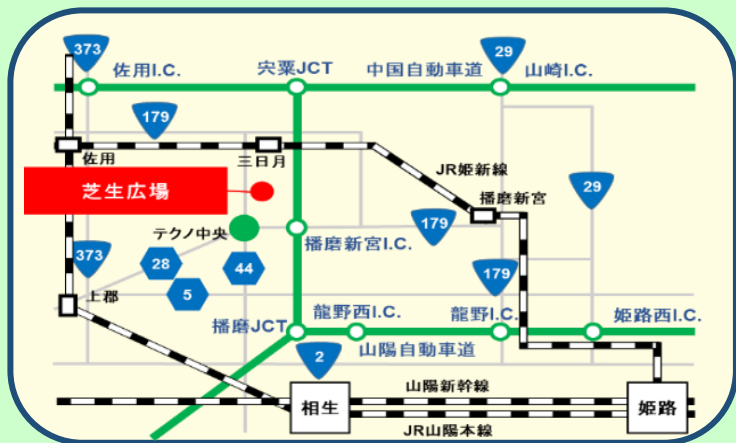 373
29
佐用I.C.
宍粟JCT
中国自動車道
山崎I.C.
179
佐用
三日月
JR姫新線
芝生広場
播磨新宮
29
テクノ中央
179
播磨新宮I.C.
373
28
44
179
5
上郡
龍野西I.C.
龍野I.C.
姫路西I.C.
播磨JCT
山陽自動車道
2
山陽新幹線
相生
姫路
JR山陽本線